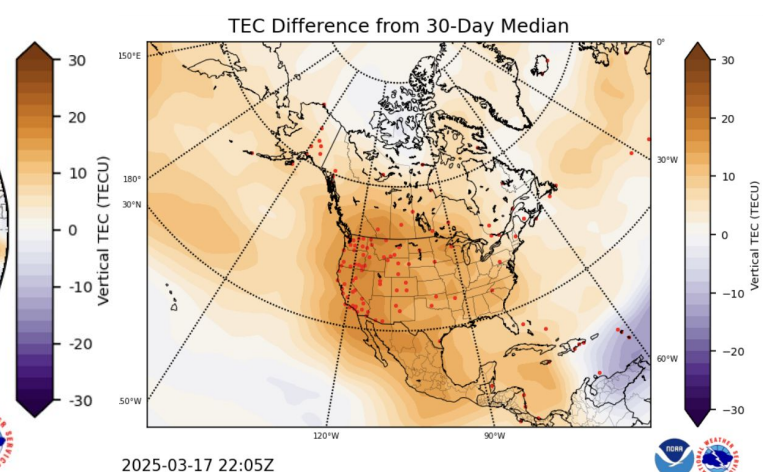 TEC Difference from 30-Day Median
30
20
10
0
-10
-20
-30
Vertical TEC (TECU)
150°E
180°
30°N
50°W
120°W
90°W
0°
30°W
60°W
30
20
10
0
−10
−20
−30
Vertical TEC (TECU)
2025-03-17 22:05Z
NOAA